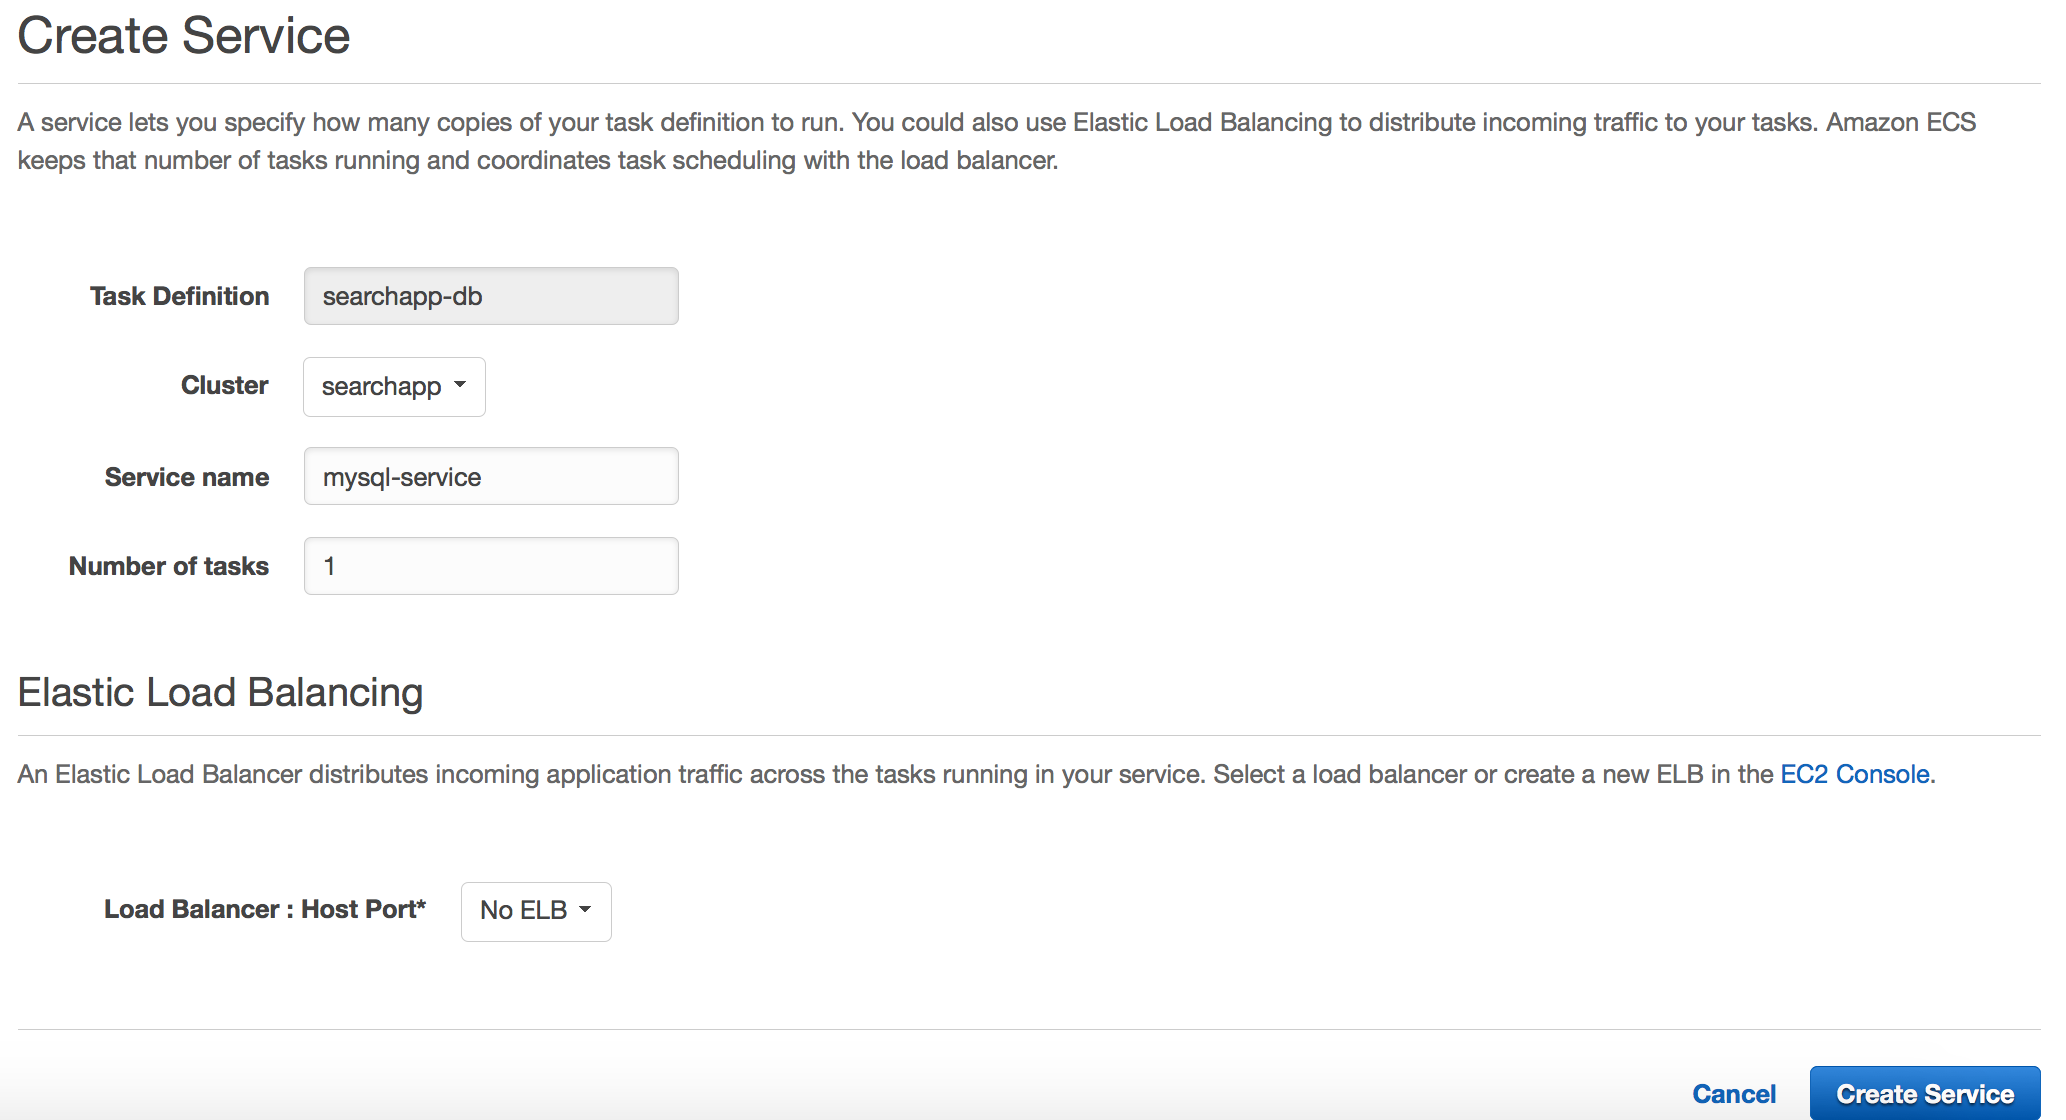 Create Service
A service lets you specify how many copies of your task definition to run. You could also use Elastic Load Balancing to distribute incoming traffic to your tasks. Amazon ECS
keeps that number of tasks running and coordinates task scheduling with the load balancer.
Task Definition searchapp-db
Cluster searchapp
Service name mysql-service
Number of tasks 1
Elastic Load Balancing
An Elastic Load Balancer distributes incoming application traffic across the tasks running in your service. Select a load balancer or create a new ELB in the EC2 Console.
Load Balancer : Host Port* No ELB
Cancel Create Service